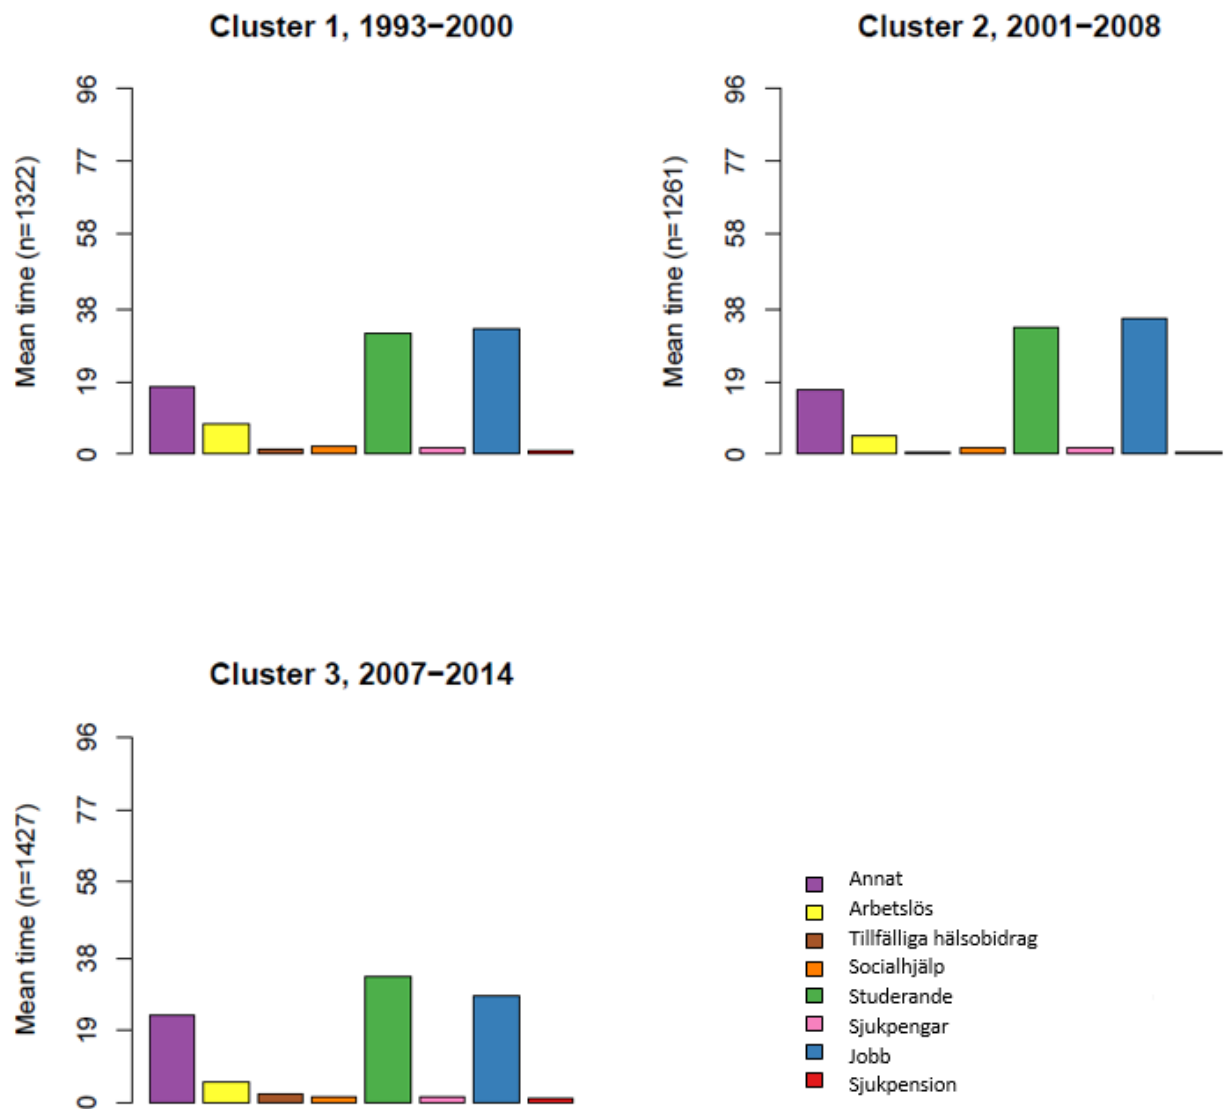 Cluster 1, 1993−2000
Mean time (n=1322)
96
77
58
38
19
0
Cluster 2, 2001−2008
Mean time (n=1261)
96
77
58
38
19
0
Cluster 3, 2007−2014
Mean time (n=1427)
96
77
58
38
19
0
Annat
Arbetslös
Tillfälliga hälsobidrag
Socialhjälp
Studerande
Sjukpengar
Jobb
Sjukpension